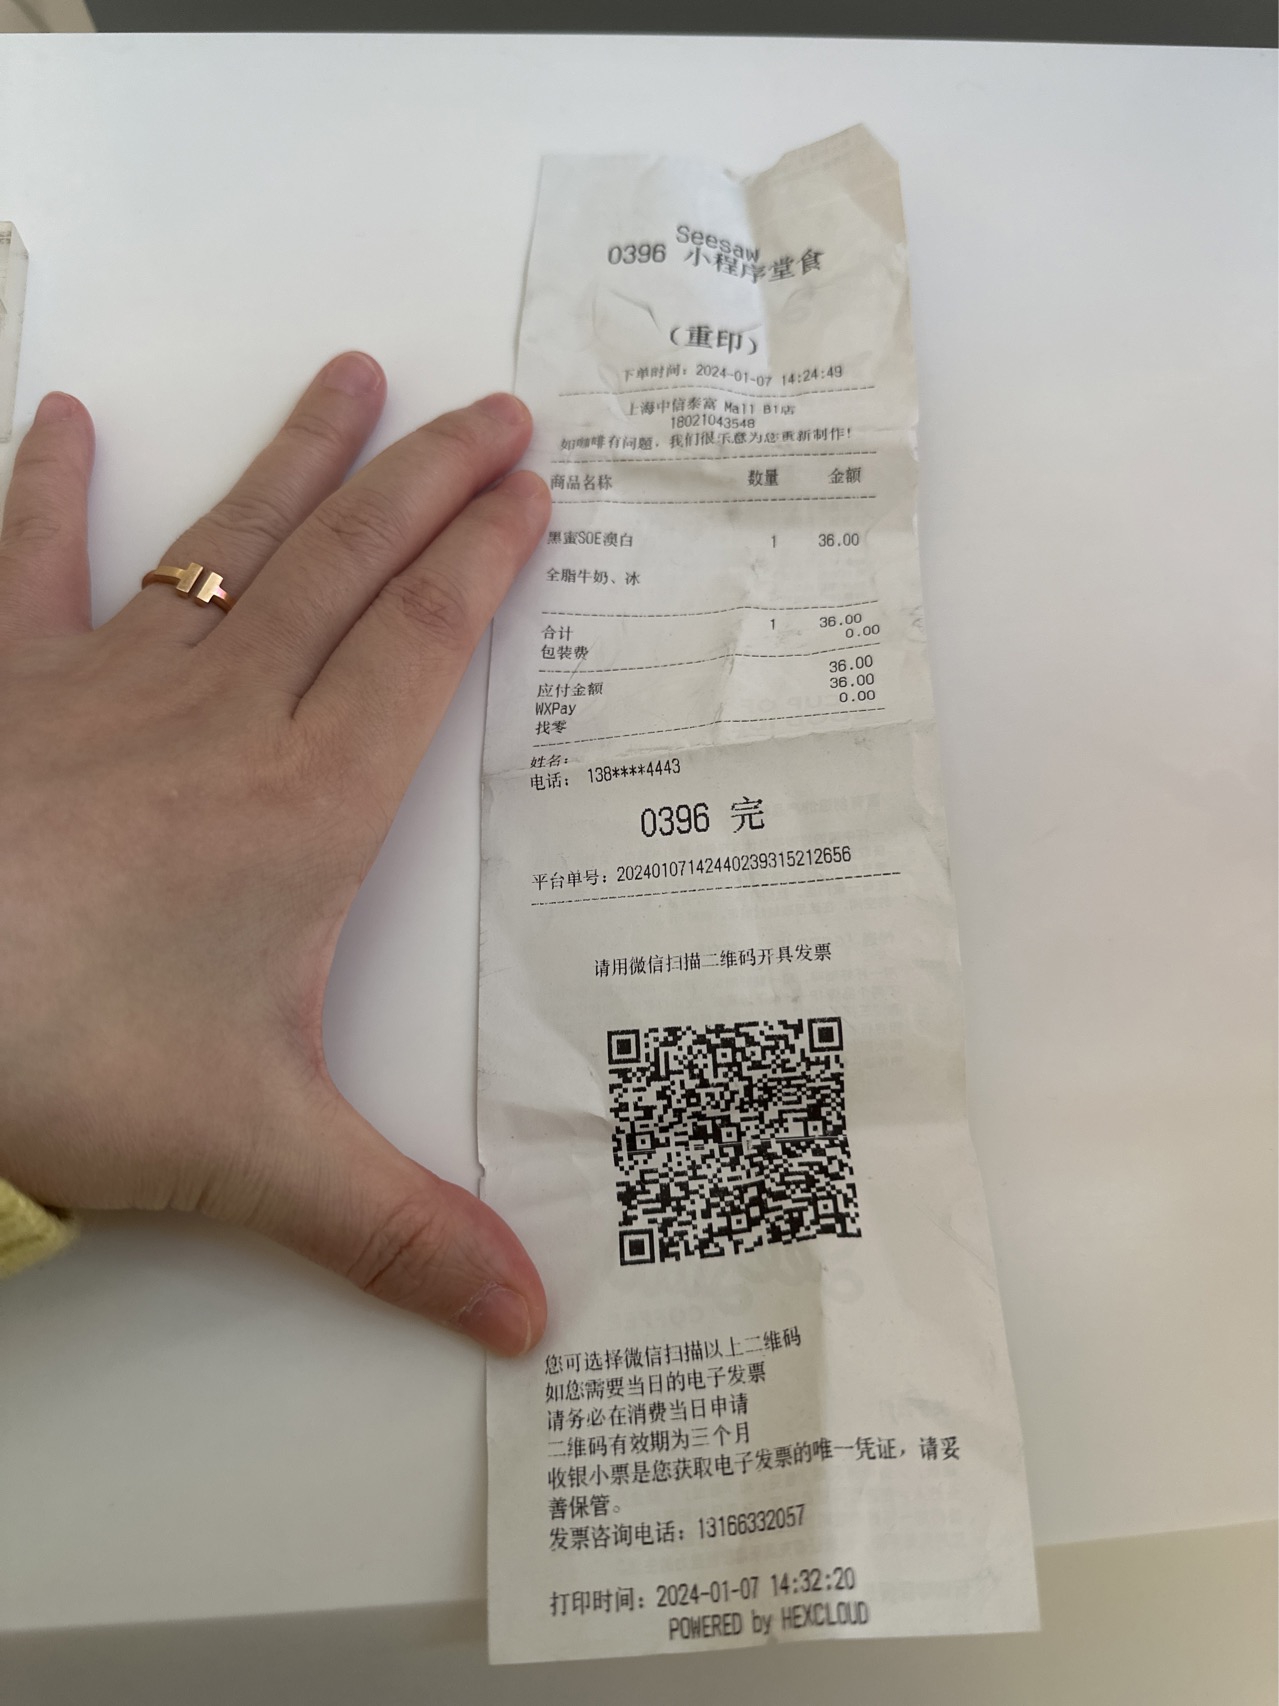 Seesaw
0396 小程序堂食
(重印)
下单时间：2024-01-07 14:24:49
上海中信泰富 Mall B1店
18021043548
如咖啡有问题，我们很乐意为您重新制作！
商品名称 数量 金额
黑蜜SOE澳白 1 36.00
全脂牛奶、冰
合计 1 36.00
包装费 0.00
应付金额 36.00
WXPay 36.00
找零 0.00
姓名：
电话： 138****4443
0396 完
平台单号：20240107142440239315212656
请用微信扫描二维码开具发票
您可选择微信扫描以上二维码
如您需要当日的电子发票
请务必在消费当日申请
二维码有效期为三个月
收银小票是您获取电子发票的唯一凭证，请妥
善保管。
发票咨询电话：13166332057
打印时间：2024-01-07 14:32:20
POWERED by HEXCLOUD